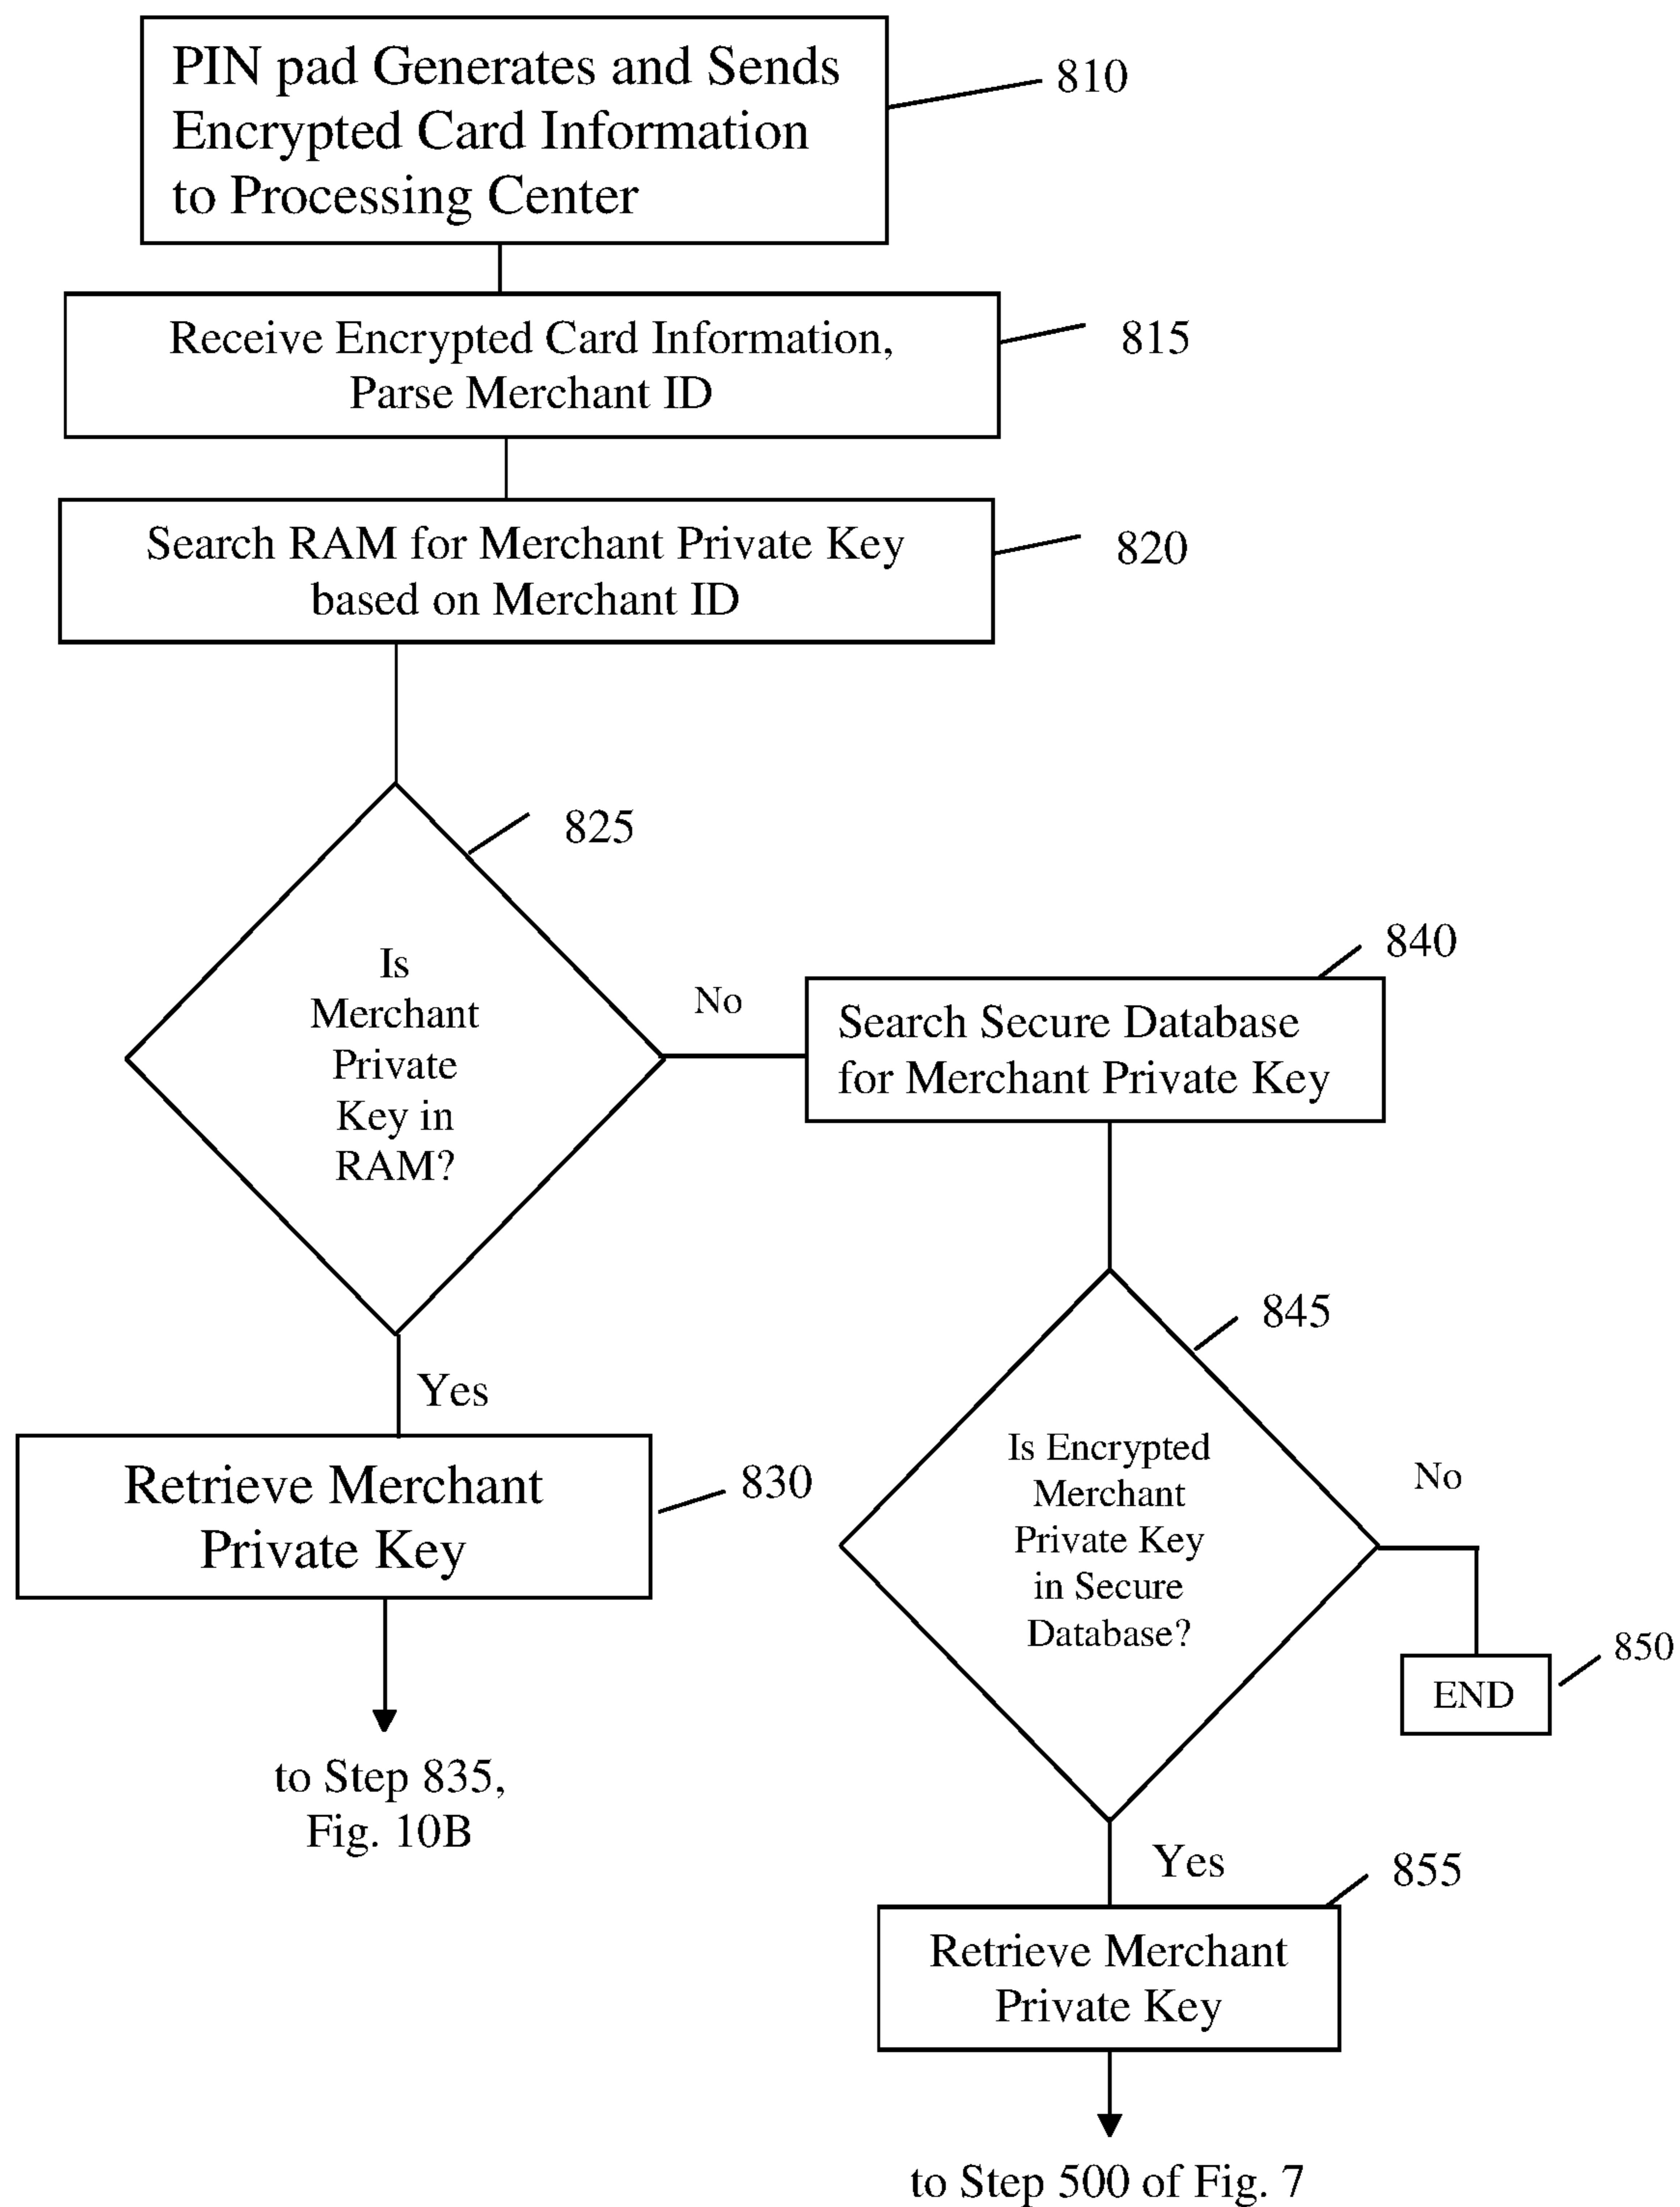 PIN pad Generates and Sends
Encrypted Card Information
to Processing Center
810
Receive Encrypted Card Information,
Parse Merchant ID
815
Search RAM for Merchant Private Key
based on Merchant ID
820
825
Is
Merchant
Private
Key in
RAM?
No
840
Search Secure Database
for Merchant Private Key
Yes
Retrieve Merchant
Private Key
830
to Step 835,
Fig. 10B
845
Is Encrypted
Merchant
Private Key
in Secure
Database?
No
850
END
Yes
855
Retrieve Merchant
Private Key
to Step 500 of Fig. 7